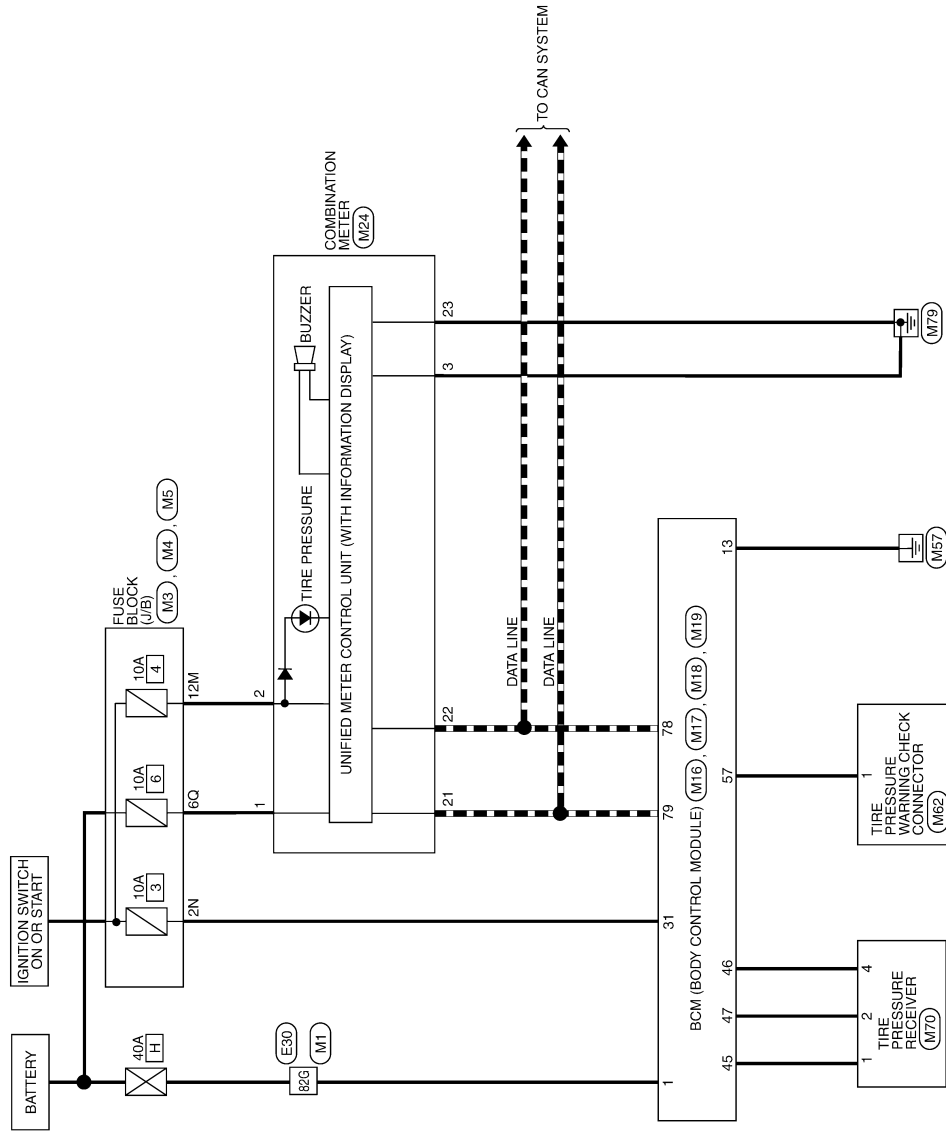 BATTERY
IGNITION SWITCH
ON OR START
40A
H
10A
3
10A
6
10A
4
FUSE
BLOCK
(J/B)
M3 , M4 , M5
2N
6Q
12M
82G
E30
M1
1
2
TIRE PRESSURE
BUZZER
COMBINATION
METER
M24
UNIFIED METER CONTROL UNIT (WITH INFORMATION DISPLAY)
21
22
3
23
DATA LINE
DATA LINE
TO CAN SYSTEM
1
31
79
78
BCM (BODY CONTROL MODULE) M16 , M17 , M18 , M19
45
47
46
57
13
1
2
4
TIRE
PRESSURE
RECEIVER
M70
1
TIRE
PRESSURE
WARNING CHECK
CONNECTOR
M62
M57
M79